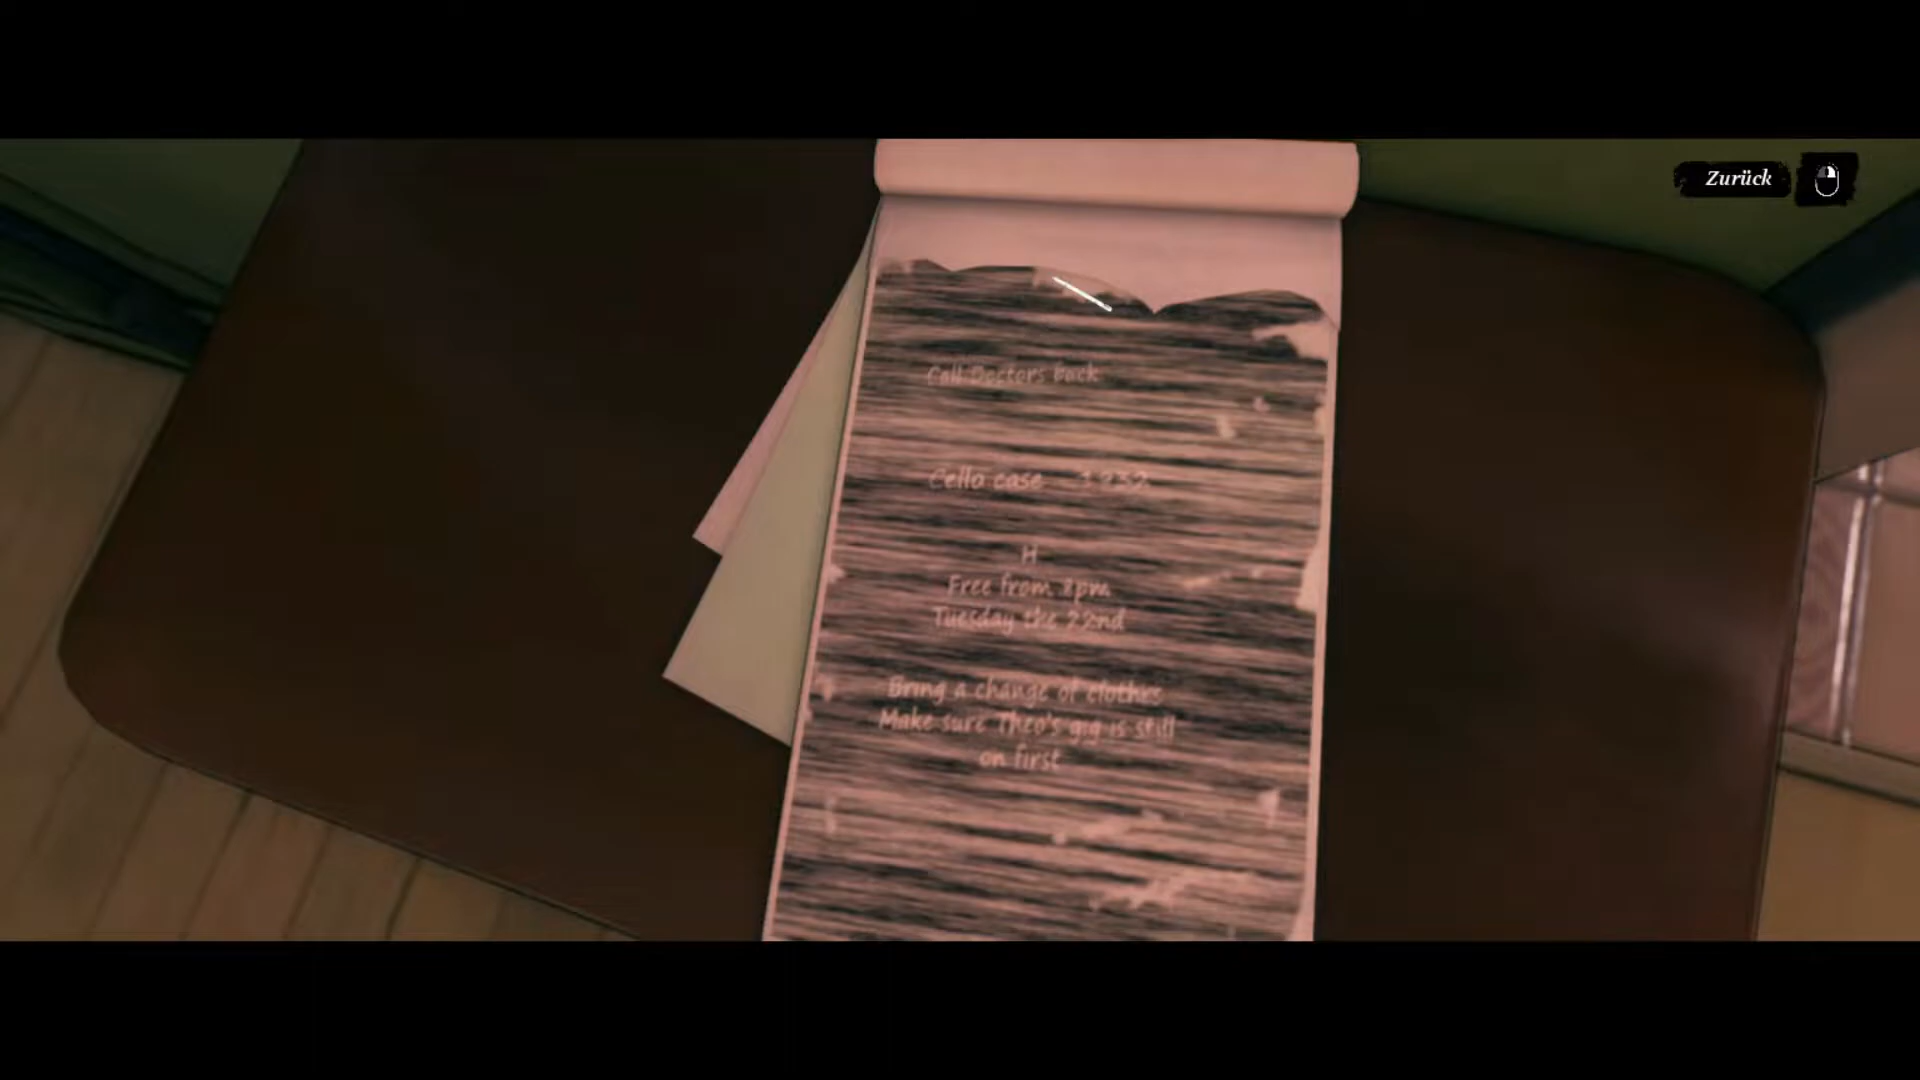 Zurück
Call Doctors back
Cello case - 1932
H
Free from 8pm
Tuesday the 22nd
Bring a change of clothes
Make sure Theo's gig is still
on first